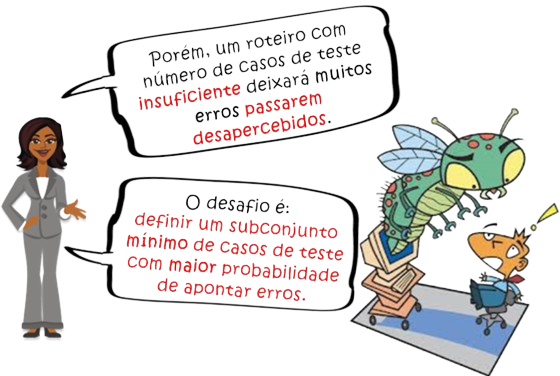 Porém, um roteiro com
número de casos de teste
insuficiente deixará muitos
erros passarem
desapercebidos.
O desafio é:
definir um subconjunto
mínimo de casos de teste
com maior probabilidade
de apontar erros.
!